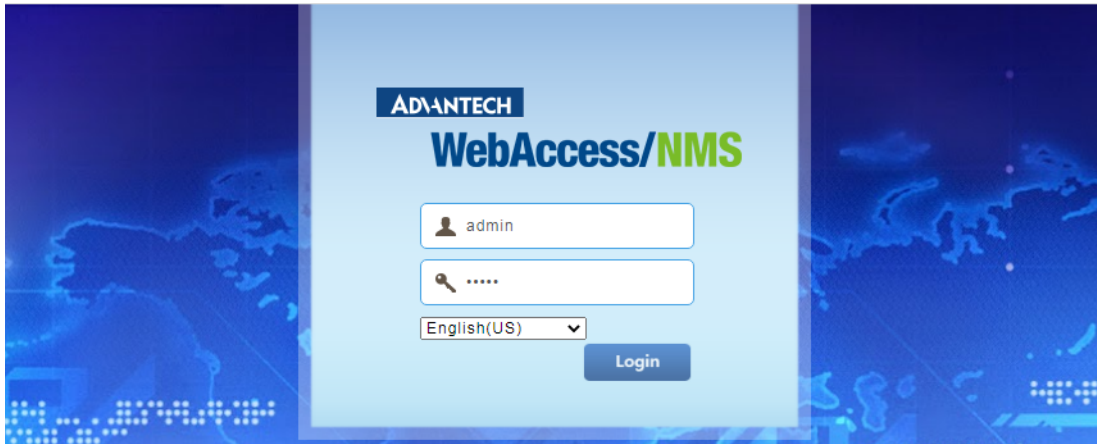 ADVANTECH
WebAccess/NMS
admin
•••••
English(US)
Login